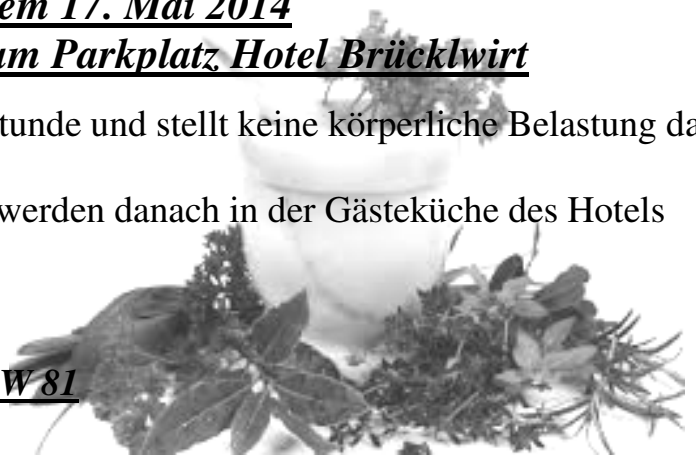 em 17. Mai 2014
am Parkplatz Hotel Brücklwirt
tunde und stellt keine körperliche Belastung da
werden danach in der Gästeküche des Hotels
W 81